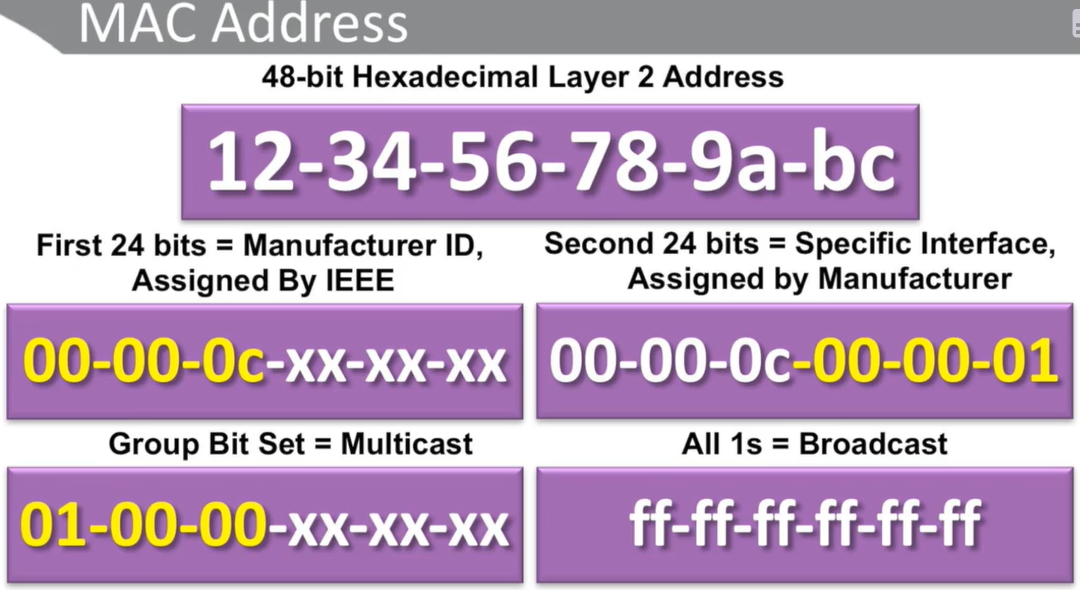 MAC Address
48-bit Hexadecimal Layer 2 Address
12-34-56-78-9a-bc
First 24 bits = Manufacturer ID,
Assigned By IEEE
00-00-0c-xx-xx-xx
Second 24 bits = Specific Interface,
Assigned by Manufacturer
00-00-0c-00-00-01
Group Bit Set = Multicast
01-00-00-xx-xx-xx
All 1s = Broadcast
ff-ff-ff-ff-ff-ff